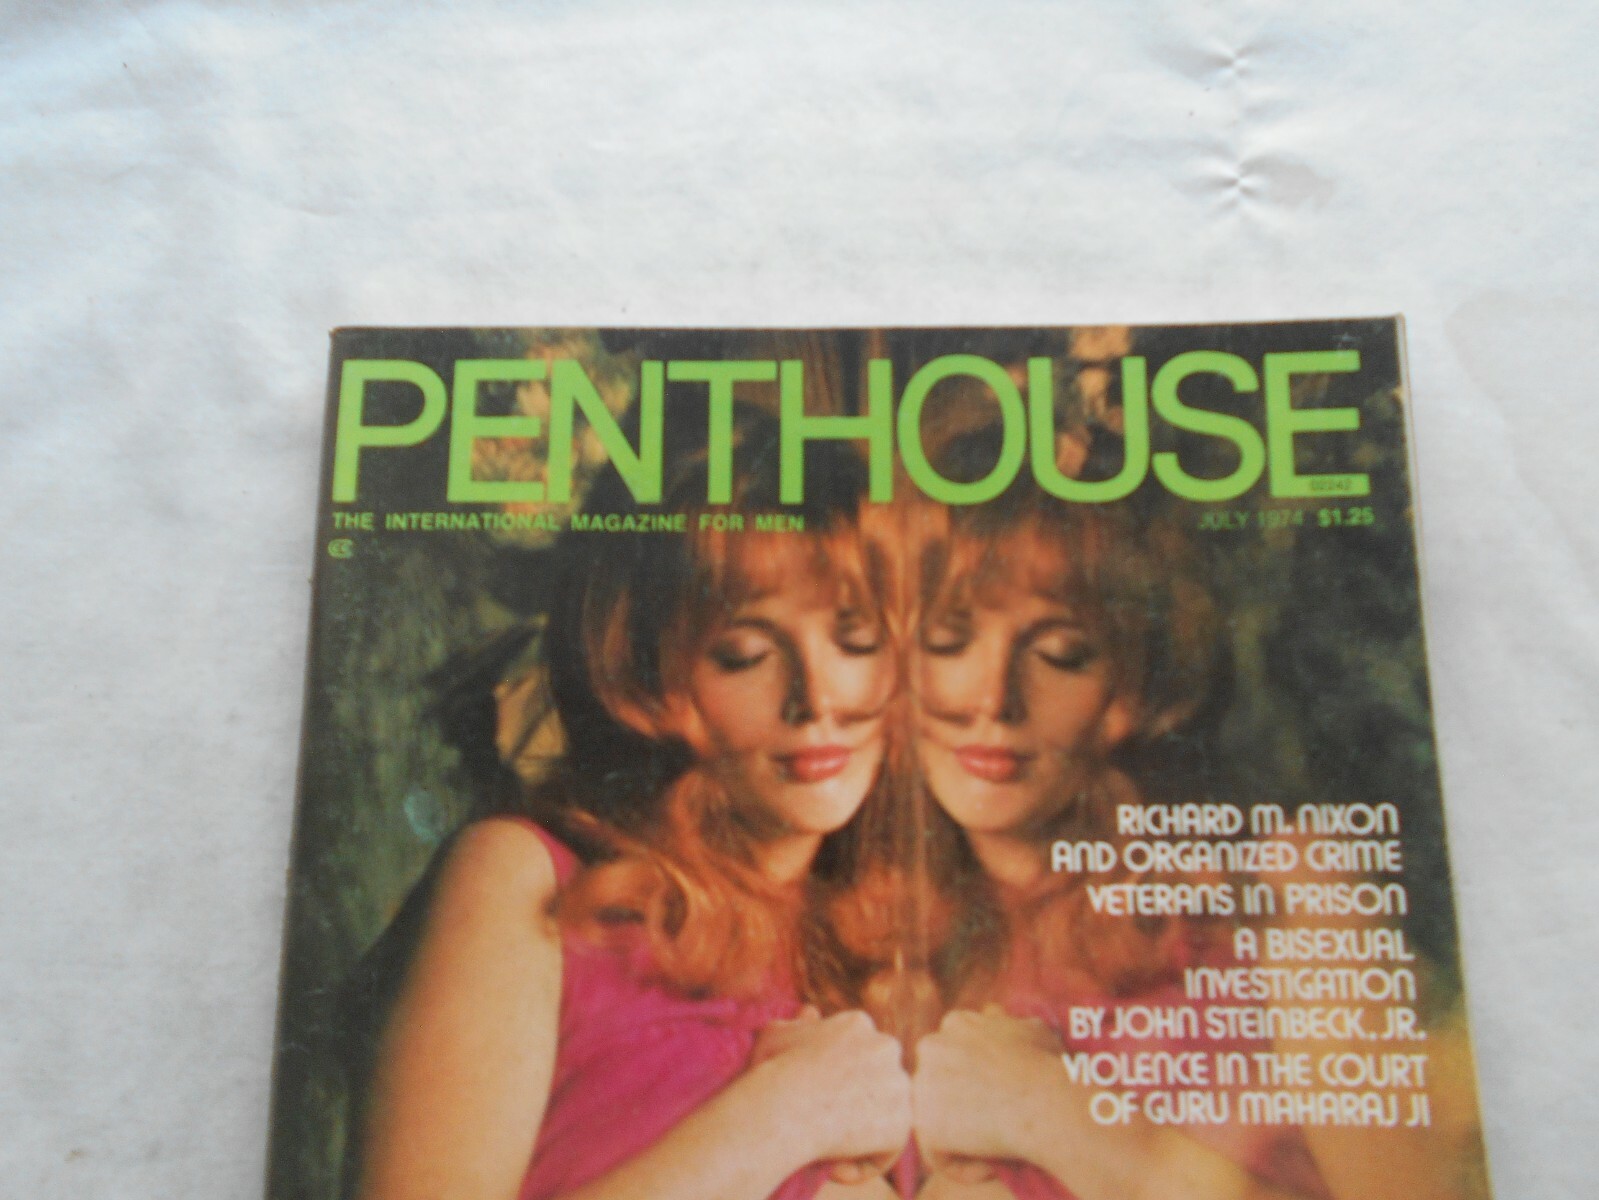 PENTHOUSE
02242
THE INTERNATIONAL MAGAZINE FOR MEN
JULY 1974 $1.25
RICHARD M. NIXON
AND ORGANIZED CRIME
VETERANS IN PRISON
A BISEXUAL
INVESTIGATION
BY JOHN STEINBECK, JR.
VIOLENCE IN THE COURT
OF GURU MAHARAJ JI